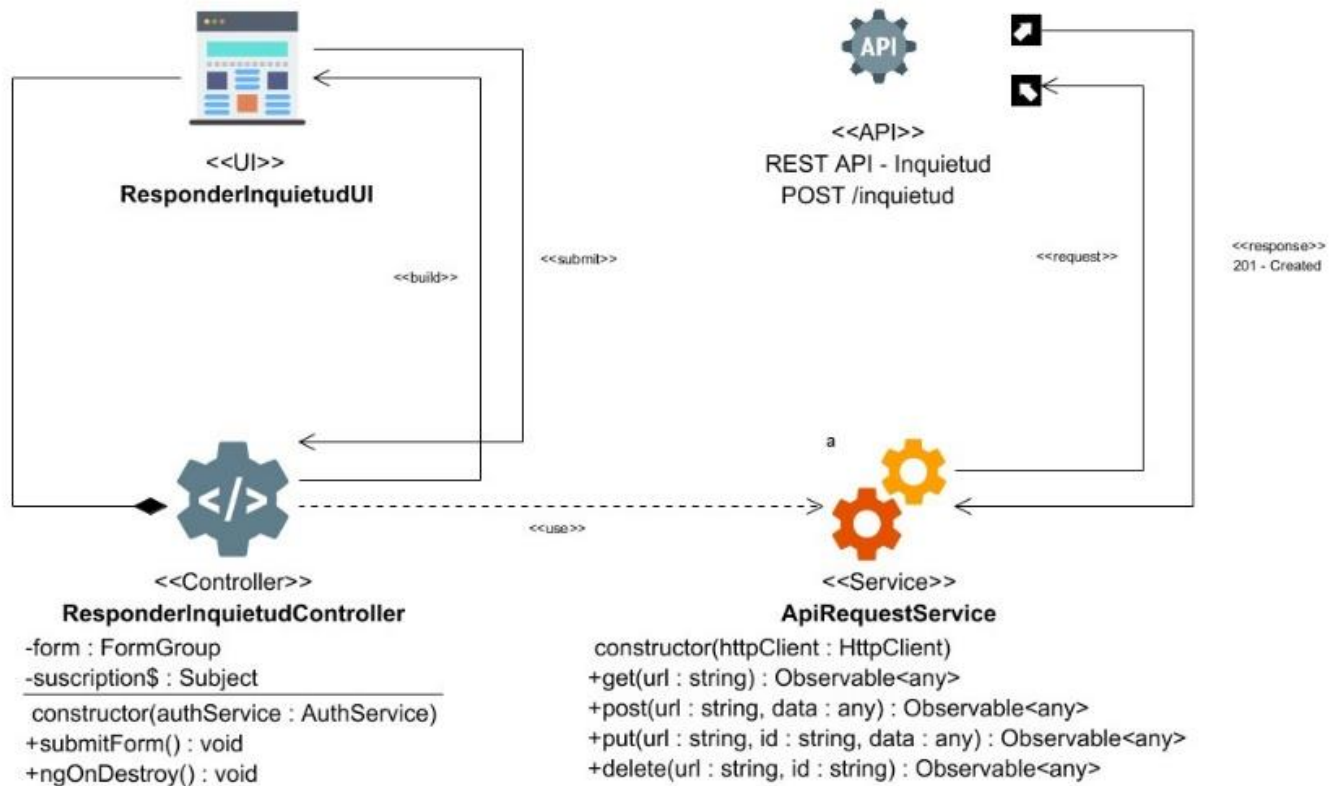 API
<<UI>>
ResponderInquietudUI
<<API>>
REST API - Inquietud
POST /inquietud
<<build>>
<<submit>>
<<request>>
<<response>>
201 - Created
a
</>
<<use>>
<<Controller>>
ResponderInquietudController
-form : FormGroup
-suscription$ : Subject
constructor(authService : AuthService)
+submitForm() : void
+ngOnDestroy() : void
<<Service>>
ApiRequestService
constructor(httpClient : HttpClient)
+get(url : string) : Observable<any>
+post(url : string, data : any) : Observable<any>
+put(url : string, id : string, data : any) : Observable<any>
+delete(url : string, id : string) : Observable<any>